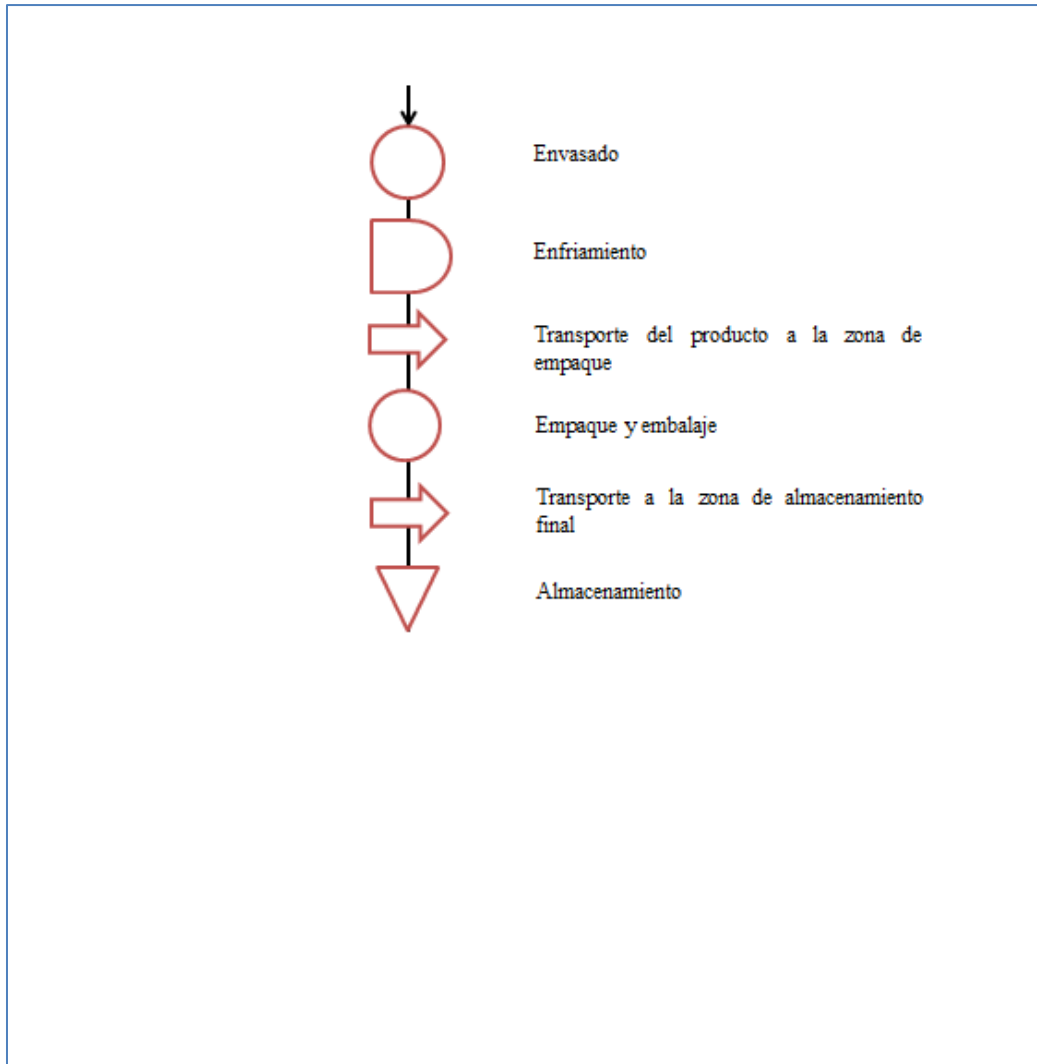 Envasado
Enfriamiento
Transporte del producto a la zona de
empaque
Empaque y embalaje
Transporte a la zona de almacenamiento
final
Almacenamiento